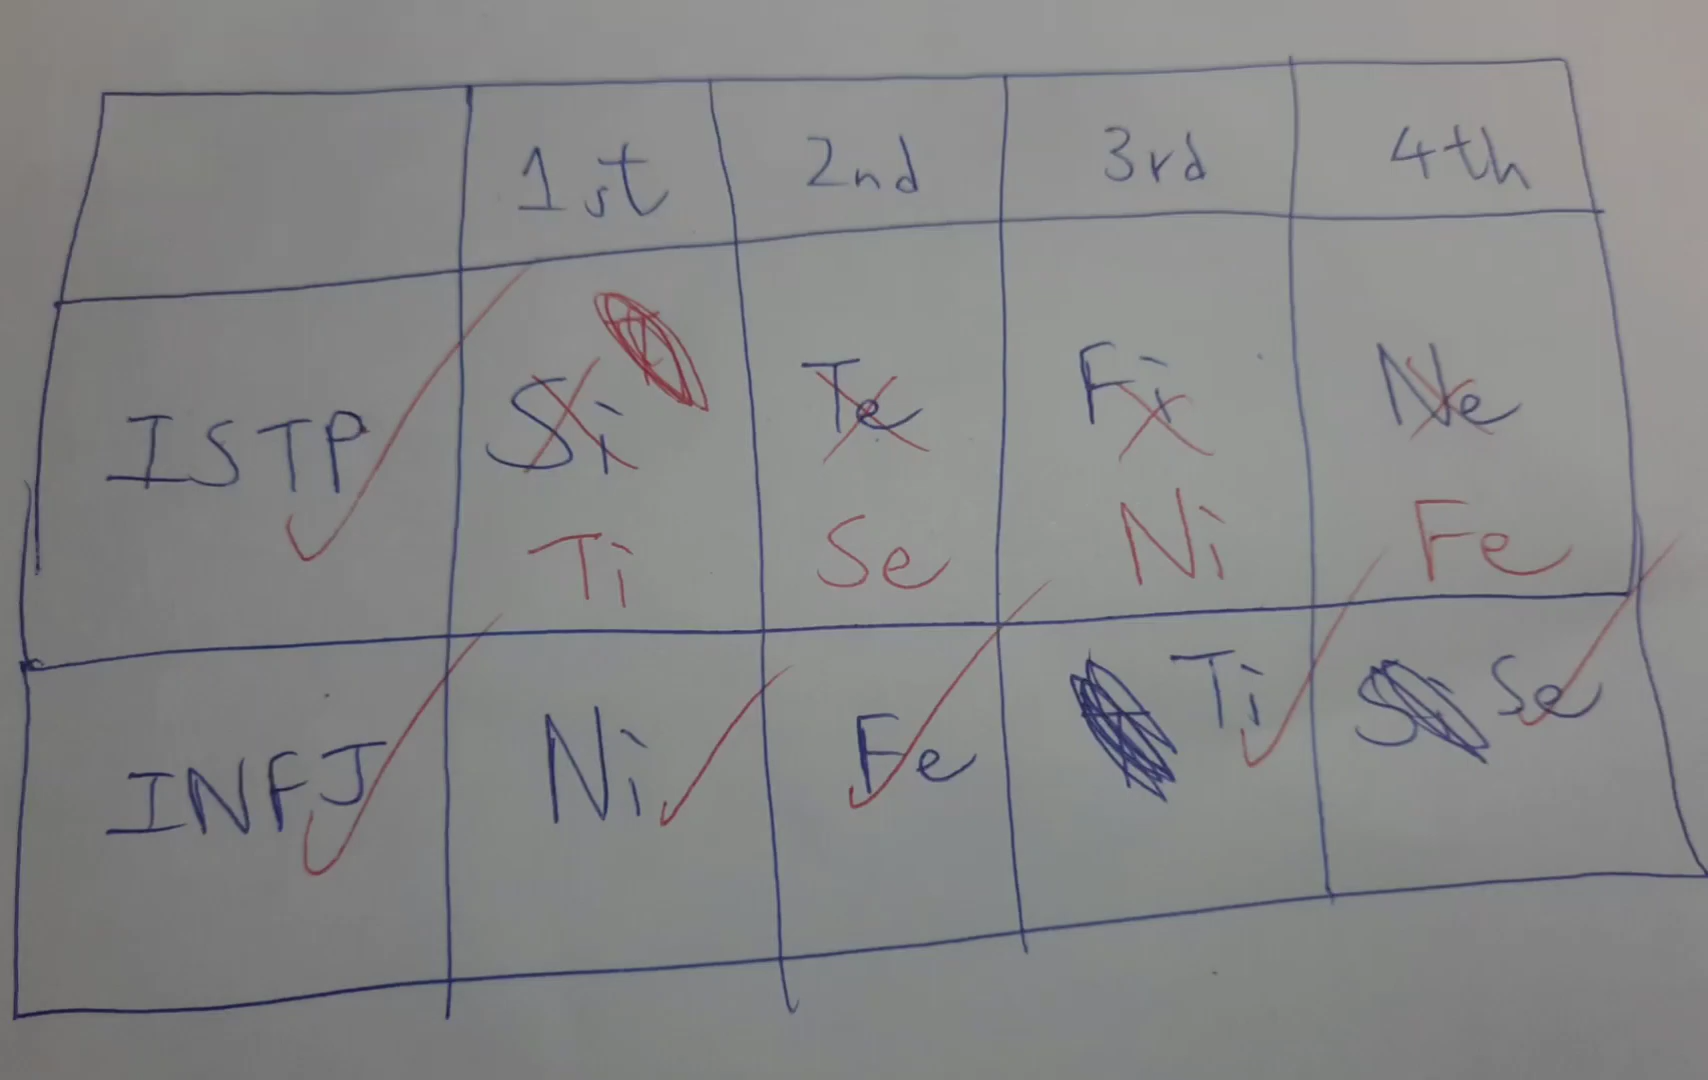 1st 2nd 3rd 4th
ISTP Si Te Fi Ne
Ti Se Ni Fe
INFJ Ni Fe Ti Se